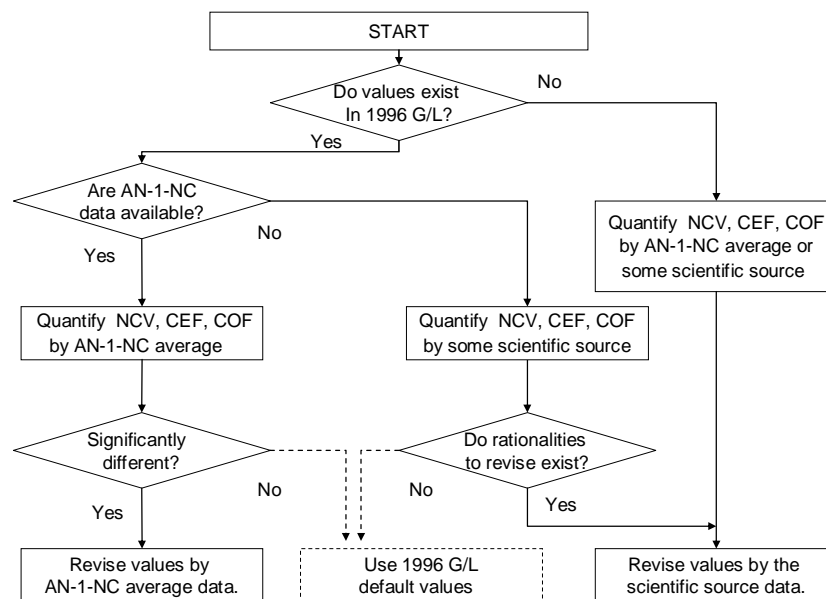 START
Do values exist
In 1996 G/L?
No
Yes
Are AN-1-NC
data available?
No
Yes
Quantify NCV, CEF, COF
by AN-1-NC average or
some scientific source
Quantify NCV, CEF, COF
by AN-1-NC average
Quantify NCV, CEF, COF
by some scientific source
Significantly
different?
No
Yes
Do rationalities
to revise exist?
No
Yes
Revise values by
AN-1-NC average data.
Use 1996 G/L
default values
Revise values by the
scientific source data.